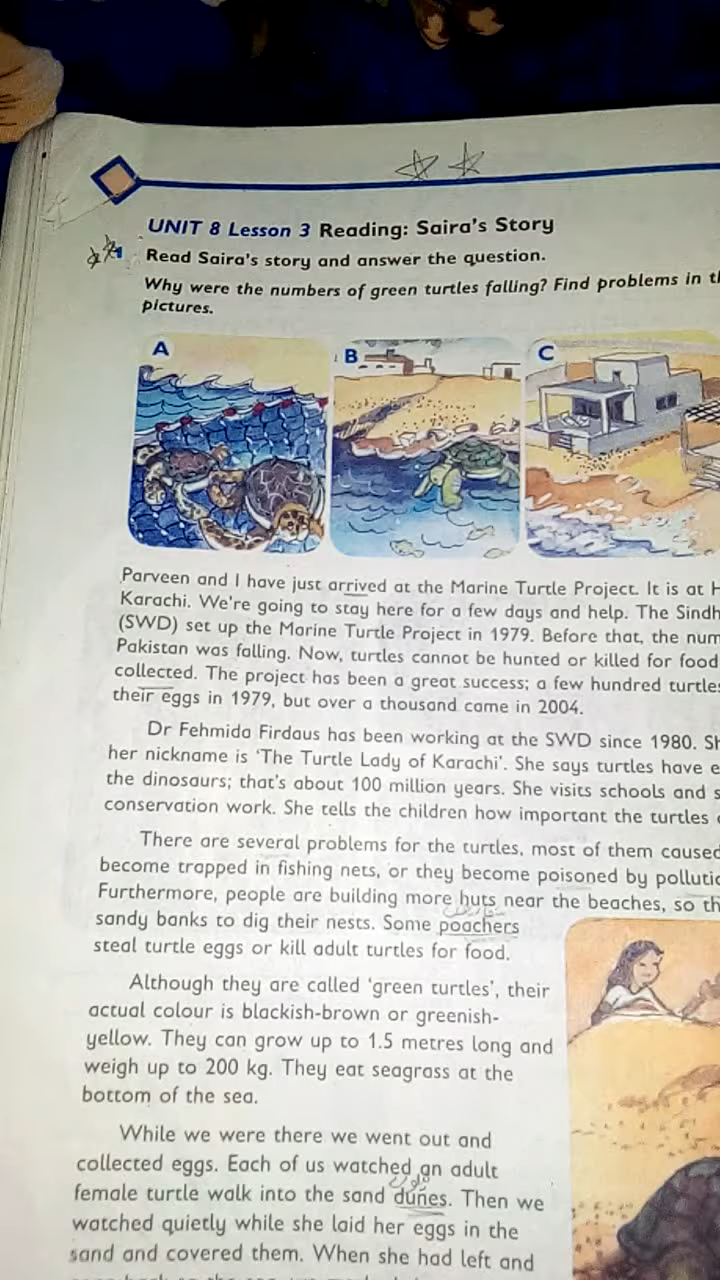 UNIT 8 Lesson 3 Reading: Saira's Story
1 Read Saira's story and answer the question.
Why were the numbers of green turtles falling? Find problems in
pictures.
A B C
Parveen and I have just arrived at the Marine Turtle Project. It is at
Karachi. We're going to stay here for a few days and help. The Sindh
(SWD) set up the Marine Turtle Project in 1979. Before that, the
Pakistan was falling. Now, turtles cannot be hunted or killed for food
collected. The project has been a great success; a few hundred turtles
their eggs in 1979, but over a thousand came in 2004.
Dr Fehmida Firdaus has been working at the SWD since 1980.
her nickname is 'The Turtle Lady of Karachi'. She says turtles have
the dinosaurs; that's about 100 million years. She visits schools and
conservation work. She tells the children how important the turtles
There are several problems for the turtles, most of them caused
become trapped in fishing nets, or they become poisoned by
Furthermore, people are building more huts near the beaches, so
sandy banks to dig their nests. Some poachers
steal turtle eggs or kill adult turtles for food.
Although they are called 'green turtles', their
actual colour is blackish-brown or greenish-
yellow. They can grow up to 1.5 metres long and
weigh up to 200 kg. They eat seagrass at the
bottom of the sea.
While we were there we went out and
collected eggs. Each of us watched an adult
female turtle walk into the sand dunes. Then we
watched quietly while she laid her eggs in the
sand and covered them. When she had left and